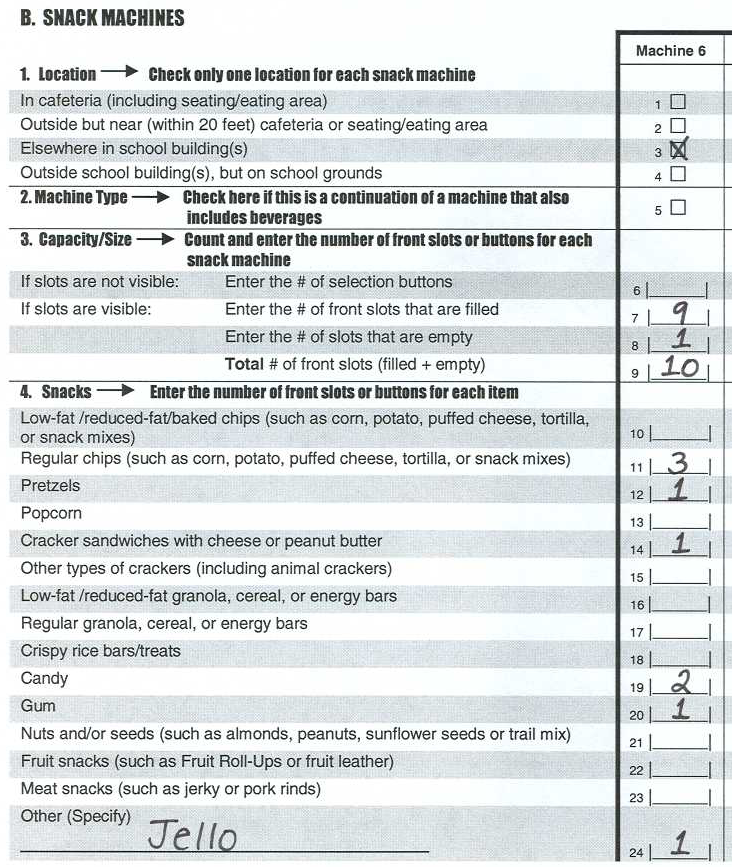 B. SNACK MACHINES
Machine 6
1. Location → Check only one location for each snack machine
In cafeteria (including seating/eating area) 1 ☐
Outside but near (within 20 feet) cafeteria or seating/eating area 2 ☐
Elsewhere in school building(s) 3 ☒
Outside school building(s), but on school grounds 4 ☐
2. Machine Type → Check here if this is a continuation of a machine that also
includes beverages 5 ☐
3. Capacity/Size → Count and enter the number of front slots or buttons for each
snack machine
If slots are not visible: Enter the # of selection buttons 6
If slots are visible: Enter the # of front slots that are filled 7 9
Enter the # of slots that are empty 8 1
Total # of front slots (filled + empty) 9 10
4. Snacks → Enter the number of front slots or buttons for each item
Low-fat /reduced-fat/baked chips (such as corn, potato, puffed cheese, tortilla,
or snack mixes) 10
Regular chips (such as corn, potato, puffed cheese, tortilla, or snack mixes) 11 3
Pretzels 12 1
Popcorn 13
Cracker sandwiches with cheese or peanut butter 14 1
Other types of crackers (including animal crackers) 15
Low-fat /reduced-fat granola, cereal, or energy bars 16
Regular granola, cereal, or energy bars 17
Crispy rice bars/treats 18
Candy 19 2
Gum 20 1
Nuts and/or seeds (such as almonds, peanuts, sunflower seeds or trail mix) 21
Fruit snacks (such as Fruit Roll-Ups or fruit leather) 22
Meat snacks (such as jerky or pork rinds) 23
Other (Specify) Jello 24 1